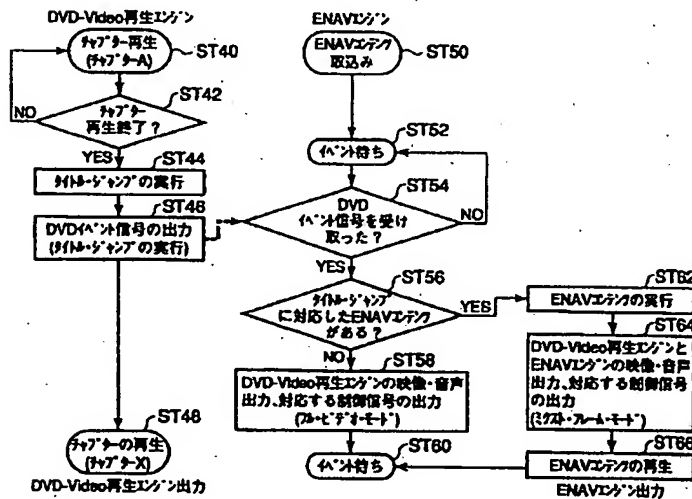 DVD-Video再生エンジン
チャプター再生
(チャプターA)
ST40
チャプター
再生終了?
ST42
NO
YES
ST44
タイトル・ジャンプの実行
ST46
DVDイベント信号の出力
(タイトル・ジャンプの実行)
ST48
チャプターの再生
(チャプターX)
DVD-Video再生エンジン出力
ENAVエンジン
ENAVコンテンツ
取込み
ST50
ST52
イベント待ち
ST54
DVD
イベント信号を受け
取った?
NO
YES
ST56
タイトル・ジャンプ
に対応したENAVコンテンツ
がある?
YES
NO
ST58
DVD-Video再生エンジンの映像・音声
出力、対応する制御信号の出力
(フル・ビデオ・モード)
ST60
イベント待ち
ST62
ENAVコンテンツの実行
ST64
DVD-Video再生エンジンと
ENAVエンジンの映像・音声
出力、対応する制御信号
の出力
(ミクスト・フレーム・モード)
ST66
ENAVコンテンツの再生
ENAVエンジン出力